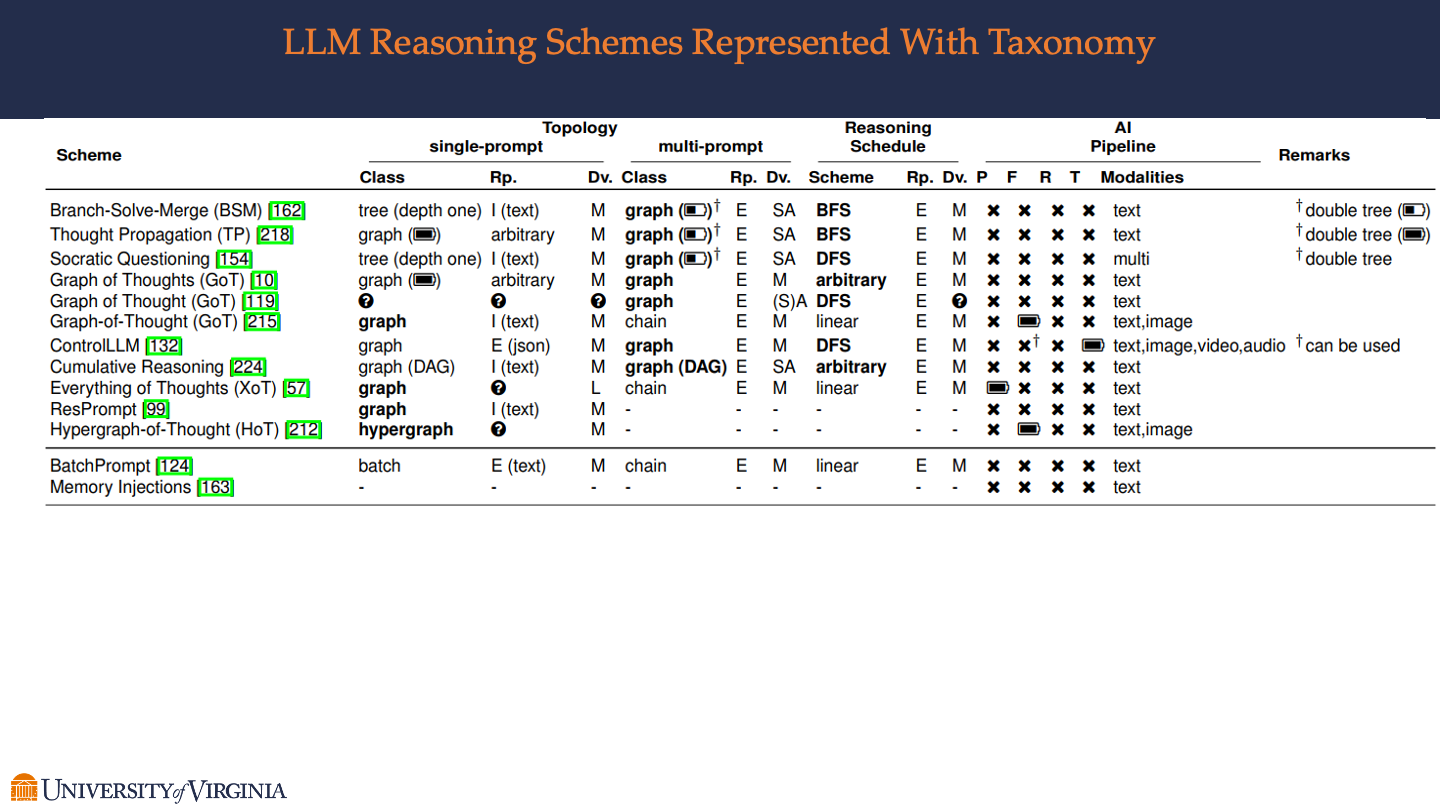 LLM Reasoning Schemes Represented With Taxonomy
Topology Reasoning AI
Scheme single-prompt multi-prompt Schedule Pipeline Remarks
Class Rp. Dv. Class Rp. Dv. Scheme Rp. Dv. P F R T Modalities
Branch-Solve-Merge (BSM) [162] tree (depth one) I (text) M graph (◧)† E SA BFS E M ✖ ✖ ✖ ✖ text † double tree (◧)
Thought Propagation (TP) [218] graph (■) arbitrary M graph (◧)† E SA BFS E M ✖ ✖ ✖ ✖ text † double tree (■)
Socratic Questioning [154] tree (depth one) I (text) M graph (◧)† E SA DFS E M ✖ ✖ ✖ ✖ multi † double tree
Graph of Thoughts (GoT) [10] graph (■) arbitrary M graph E M arbitrary E M ✖ ✖ ✖ ✖ text
Graph of Thought (GoT) [119] ? ? ? graph E (S)A DFS E ? ✖ ✖ ✖ ✖ text
Graph-of-Thought (GoT) [215] graph I (text) M chain E M linear E M ✖ ■ ✖ ✖ text,image
ControlLLM [132] graph E (json) M graph E M DFS E M ✖ ✖† ✖ ■ text,image,video,audio † can be used
Cumulative Reasoning [224] graph (DAG) I (text) M graph (DAG) E SA arbitrary E M ✖ ✖ ✖ ✖ text
Everything of Thoughts (XoT) [57] graph ? L chain E M linear E M ■ ✖ ✖ ✖ text
ResPrompt [99] graph I (text) M - - - - - - ✖ ✖ ✖ ✖ text
Hypergraph-of-Thought (HoT) [212] hypergraph ? M - - - - - - ✖ ■ ✖ ✖ text,image
BatchPrompt [124] batch E (text) M chain E M linear E M ✖ ✖ ✖ ✖ text
Memory Injections [163] - - - - - - - - - ✖ ✖ ✖ ✖ text
UNIVERSITY of VIRGINIA